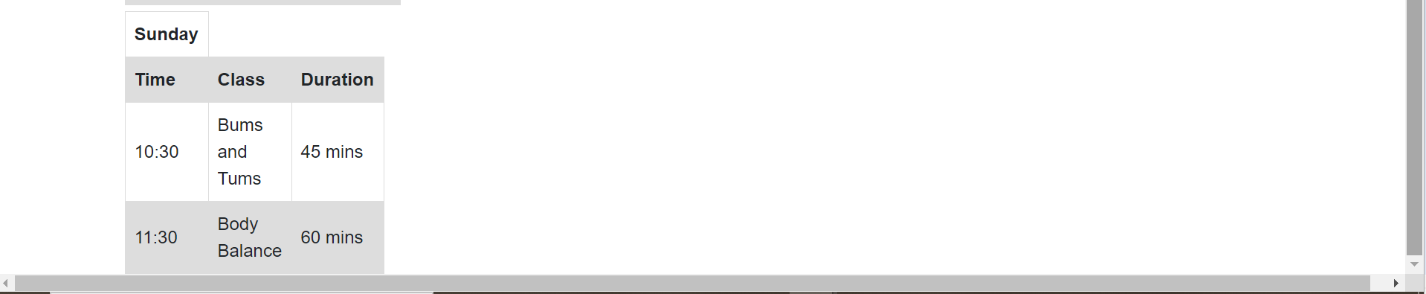 Sunday
Time Class Duration
10:30 Bums and Tums 45 mins
11:30 Body Balance 60 mins